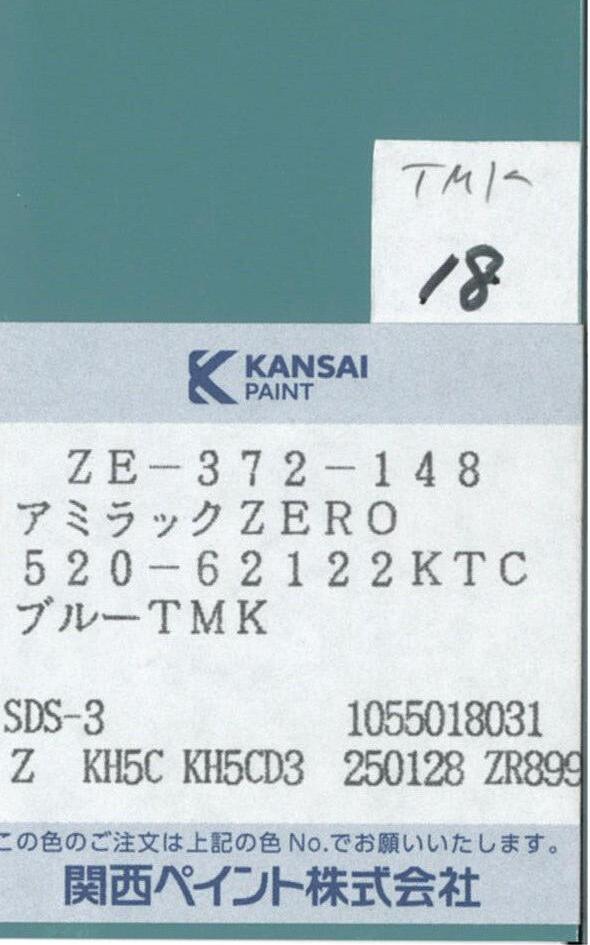 TMK
18
KANSAI
PAINT
ZE-372-148
アミラックZERO
520-62122KTC
ブルーTMK
SDS-3 1055018031
Z KH5C KH5CD3 250128 ZR899
この色のご注文は上記の色No.でお願いいたします。
関西ペイント株式会社